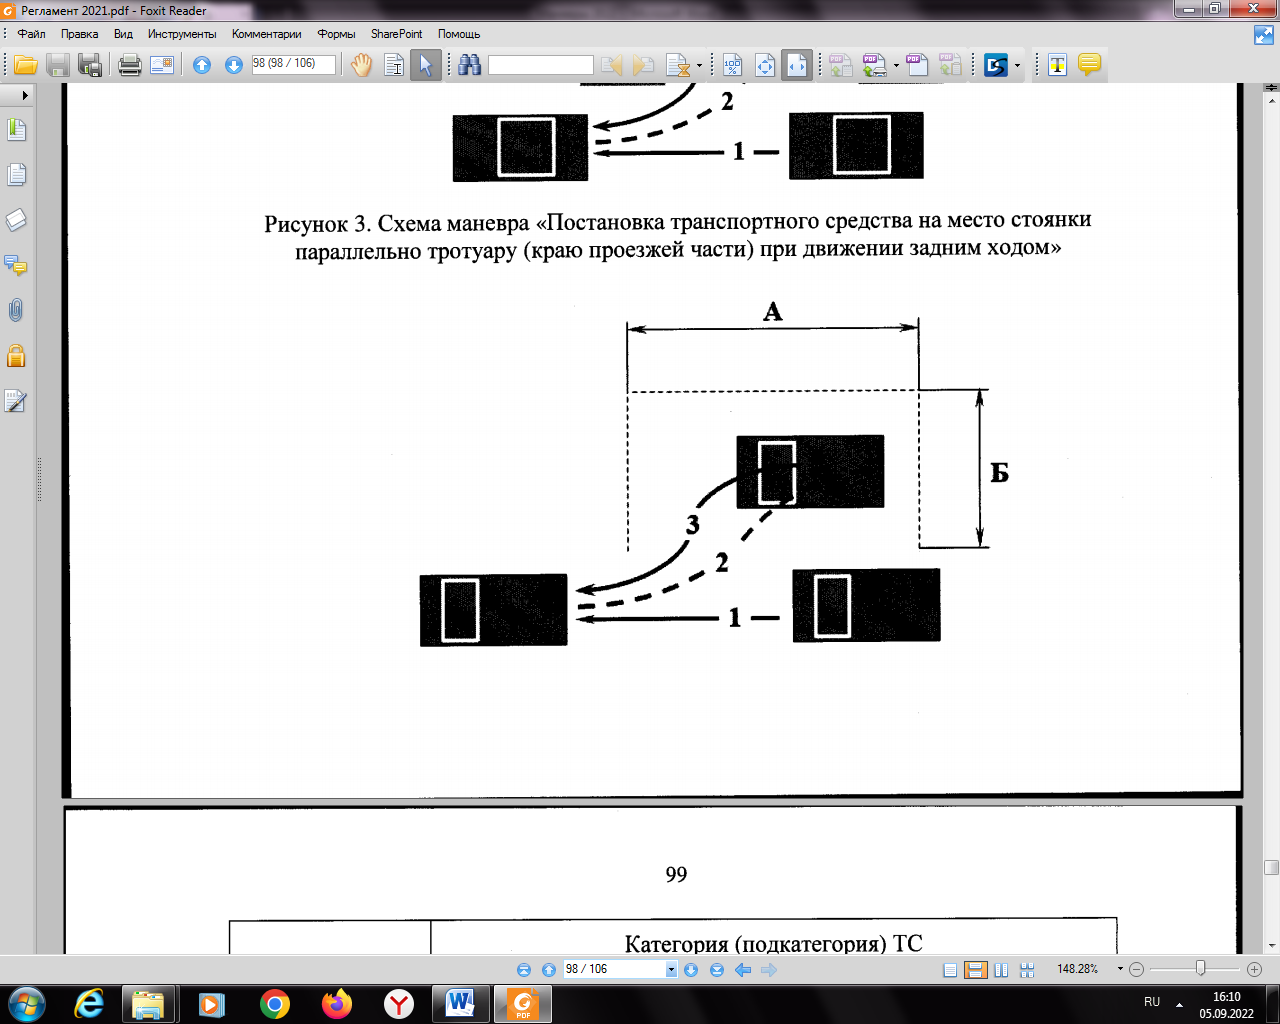 Регламент 2021.pdf - Foxit Reader
Файл Правка Вид Инструменты Комментарии Формы SharePoint Помощь
98 (98 / 106)
2
1
Рисунок 3. Схема маневра «Постановка транспортного средства на место стоянки
параллельно тротуару (краю проезжей части) при движении задним ходом»
А
Б
3
2
1
99
Категория (подкатегория) ТС
98 / 106
148.28%
RU
16:10
05.09.2022